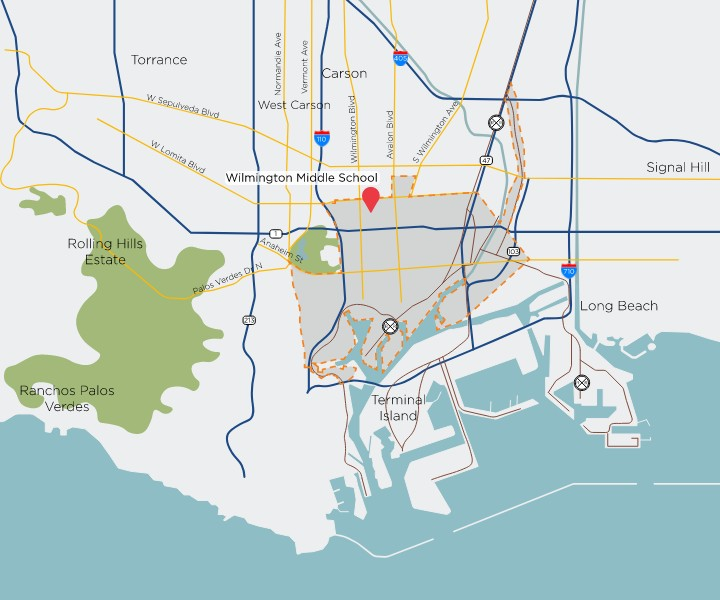 Torrance
Normandie Ave
Vermont Ave
405
Carson
West Carson
W Sepulveda Blvd
Wilmington Blvd
Avalon Blvd
S Wilmington Ave
110
W Lomita Blvd
47
Signal Hill
Wilmington Middle School
1
Rolling Hills
Estate
Anaheim St
103
Palos Verdes Dr N
710
Long Beach
213
Ranchos Palos
Verdes
Terminal
Island